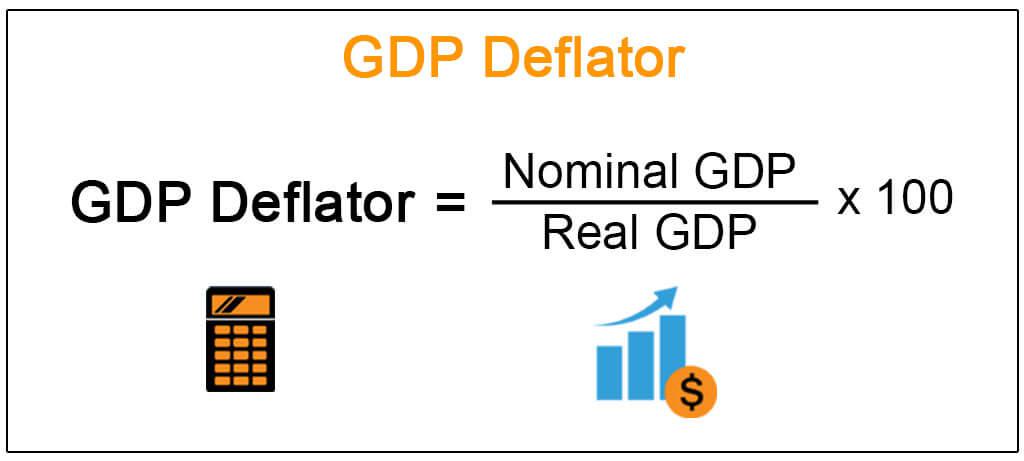 GDP Deflator
GDP Deflator = Nominal GDP / Real GDP x 100
$